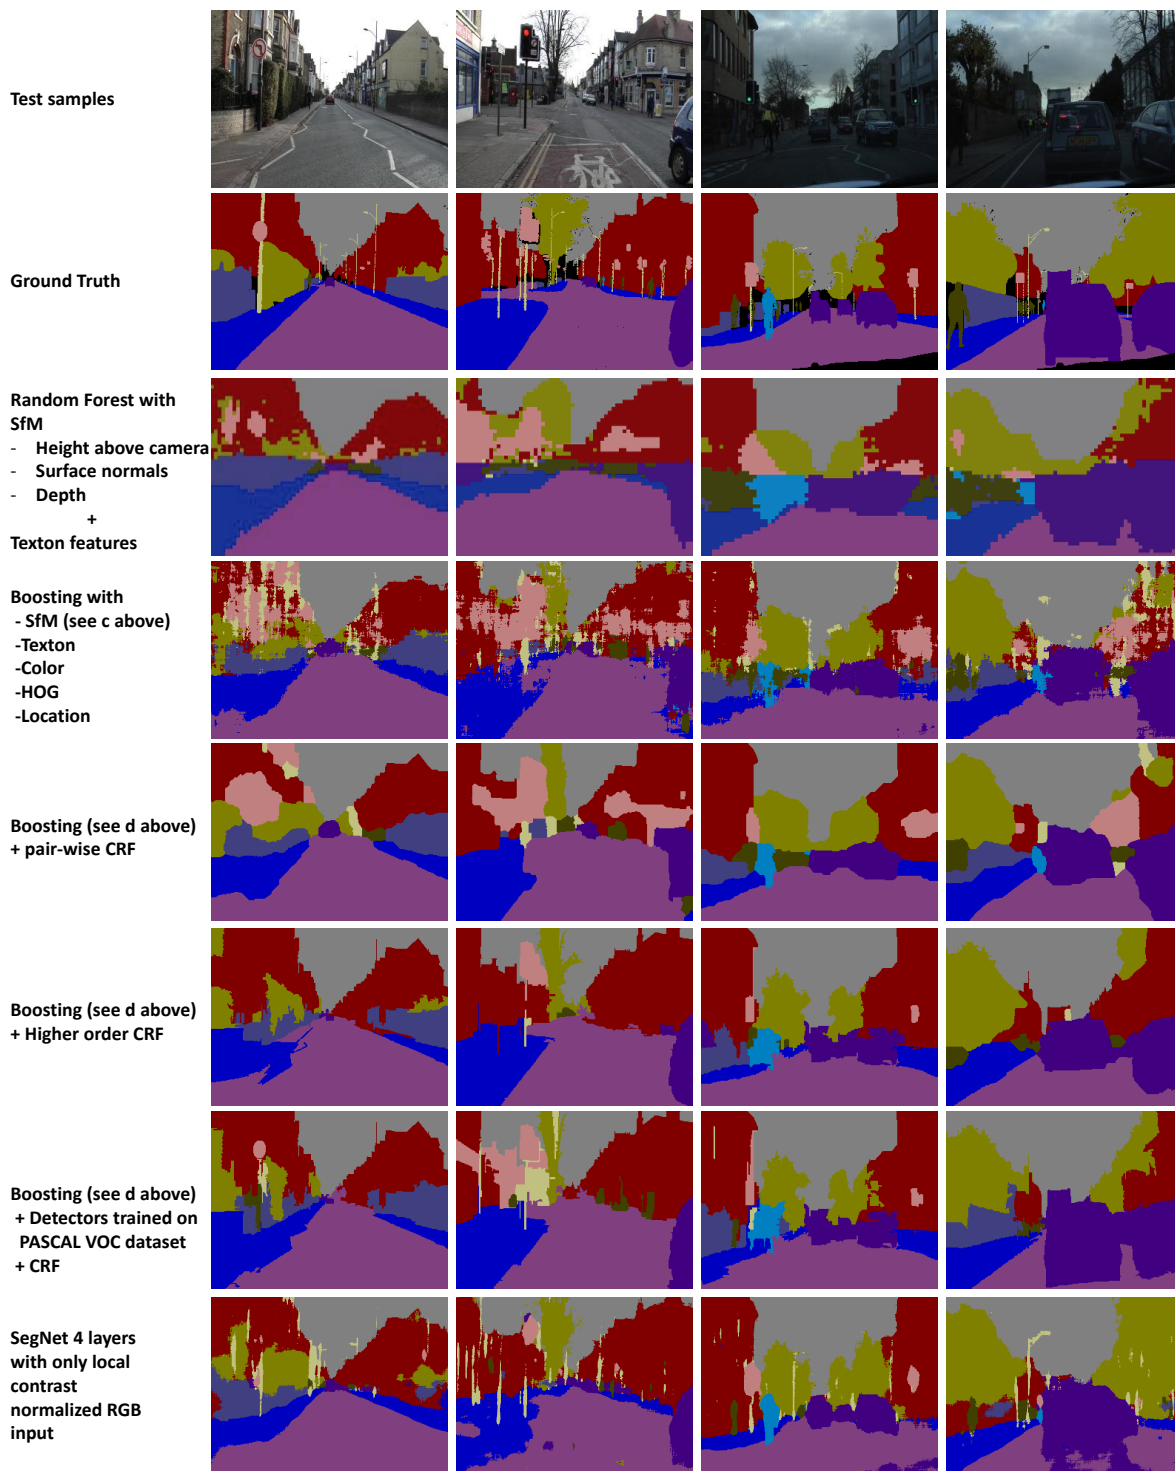 Test samples
Ground Truth
Random Forest with
SfM
- Height above camera
- Surface normals
- Depth
+
Texton features
Boosting with
- SfM (see c above)
-Texton
-Color
-HOG
-Location
Boosting (see d above)
+ pair-wise CRF
Boosting (see d above)
+ Higher order CRF
Boosting (see d above)
+ Detectors trained on
PASCAL VOC dataset
+ CRF
SegNet 4 layers
with only local
contrast
normalized RGB
input